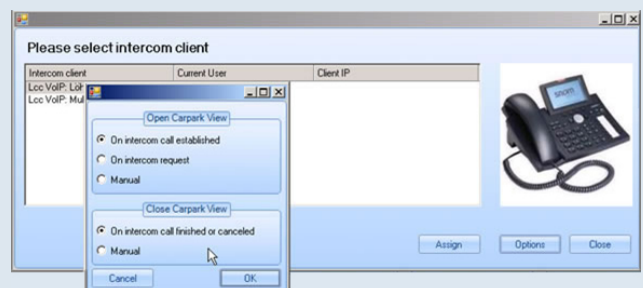 Please select intercom client
Intercom client Current User Client IP
Lcc VoIP:
Lcc VoIP:
Open Carpark View
On intercom call established
On intercom request
Manual
Close Carpark View
On intercom call finished or canceled
Manual
Cancel OK
Assign Options Close
snom